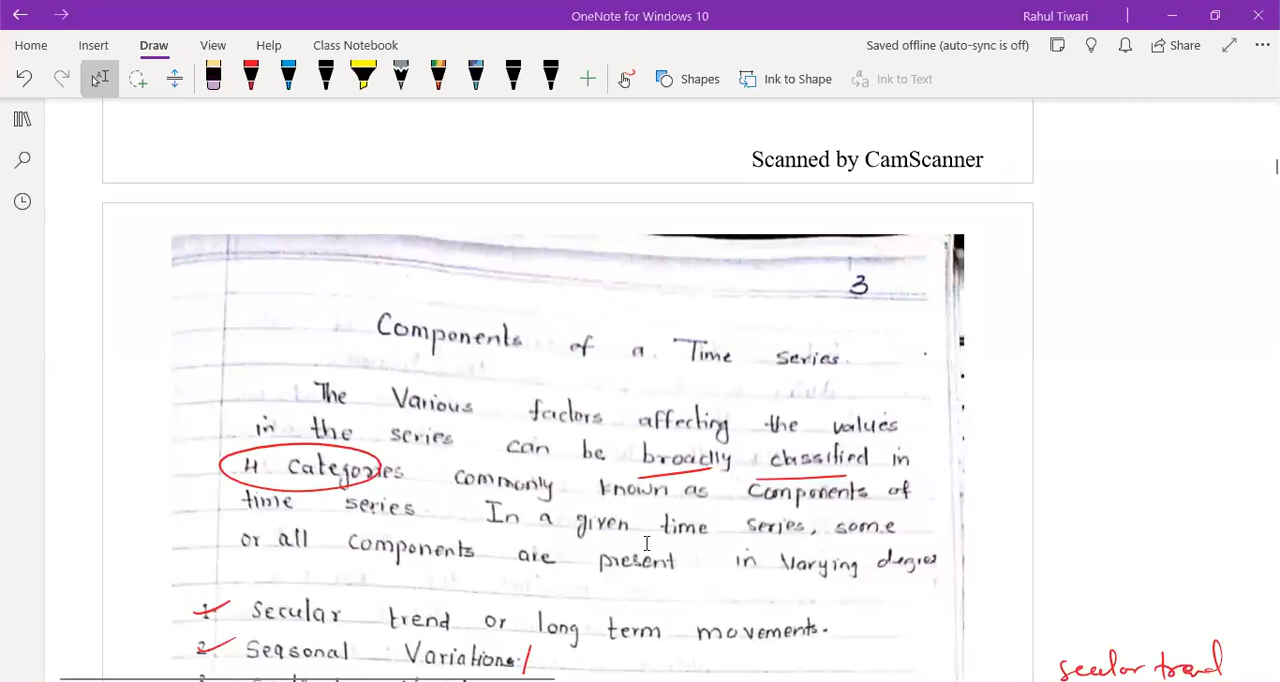 OneNote for Windows 10
Rahul Tiwari
Home Insert Draw View Help Class Notebook
Saved offline (auto-sync is off)
Share
Shapes
Ink to Shape
Ink to Text
Scanned by CamScanner
3
Components of a Time series.
The Various factors affecting the values
in the series can be broadly classified in
4 categories commonly known as Components of
time series. In a given time series, some
or all components are present in Varying degree
1. Secular trend or long term movements.
2. Seasonal Variations
secular trend